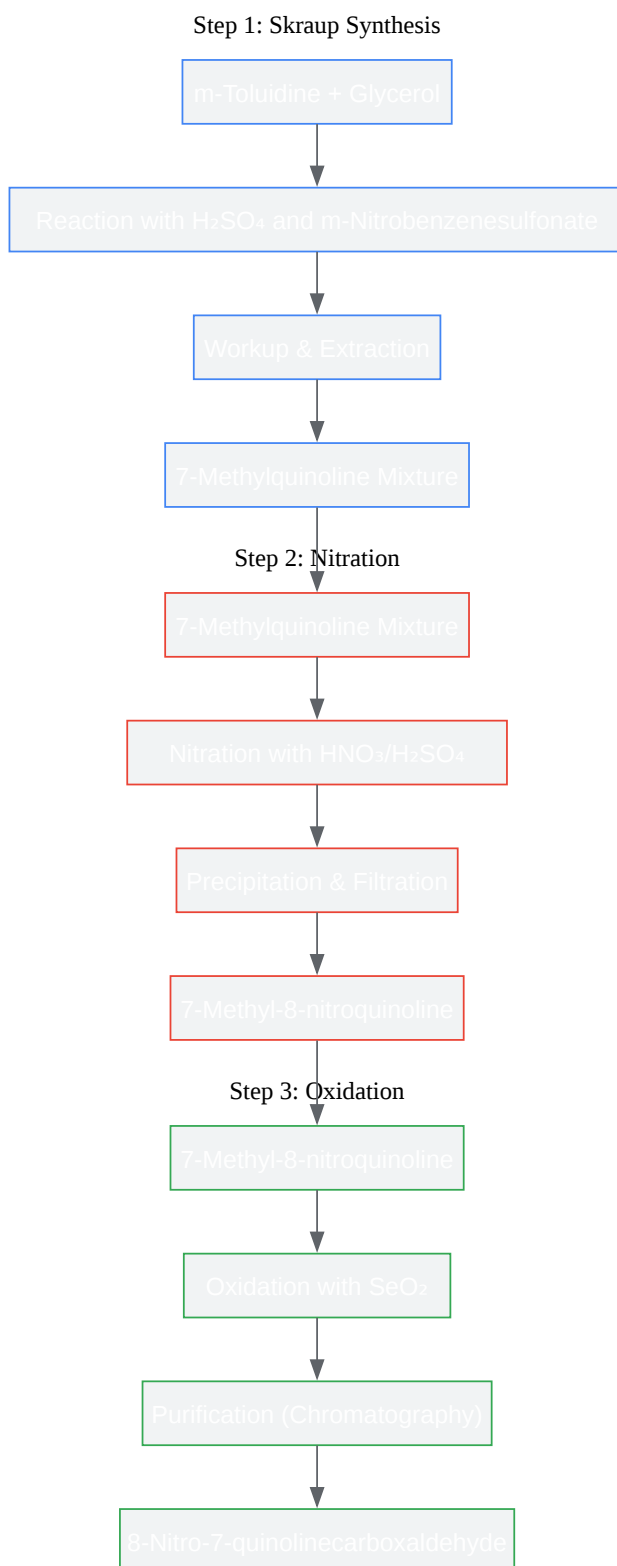 Step 1: Skraup Synthesis
m-Toluidine + Glycerol
Reaction with H₂SO₄ and m-Nitrobenzenesulfonate
Workup & Extraction
7-Methylquinoline Mixture
Step 2: Nitration
7-Methylquinoline Mixture
Nitration with HNO₃/H₂SO₄
Precipitation & Filtration
7-Methyl-8-nitroquinoline
Step 3: Oxidation
7-Methyl-8-nitroquinoline
Oxidation with SeO₂
Purification (Chromatography)
8-Nitro-7-quinolinecarboxaldehyde